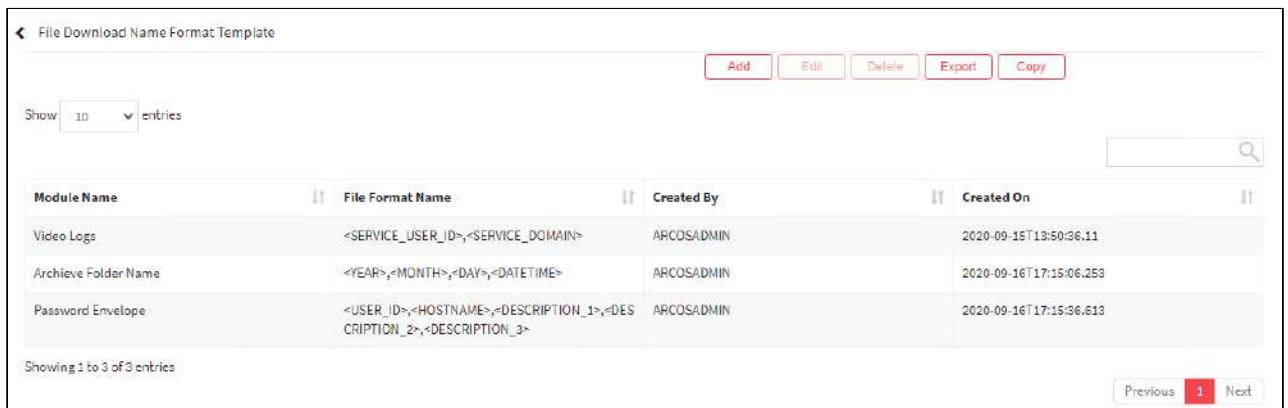 File Download Name Format Template
Add Edit Delete Export Copy
Show 10 entries
Module Name File Format Name Created By Created On
Video Logs <SERVICE_USER_ID>,<SERVICE_DOMAIN> ARCOSADMIN 2020-09-15T13:50:36.11
Archieve Folder Name <YEAR>,<MONTH>,<DAY>,<DATETIME> ARCOSADMIN 2020-09-16T17:15:06.253
Password Envelope <USER_ID>,<HOSTNAME>,<DESCRIPTION_1>,<DES ARCOSADMIN 2020-09-16T17:15:36.613
CRIPTION_2>,<DESCRIPTION_3>
Showing 1 to 3 of 3 entries
Previous 1 Next